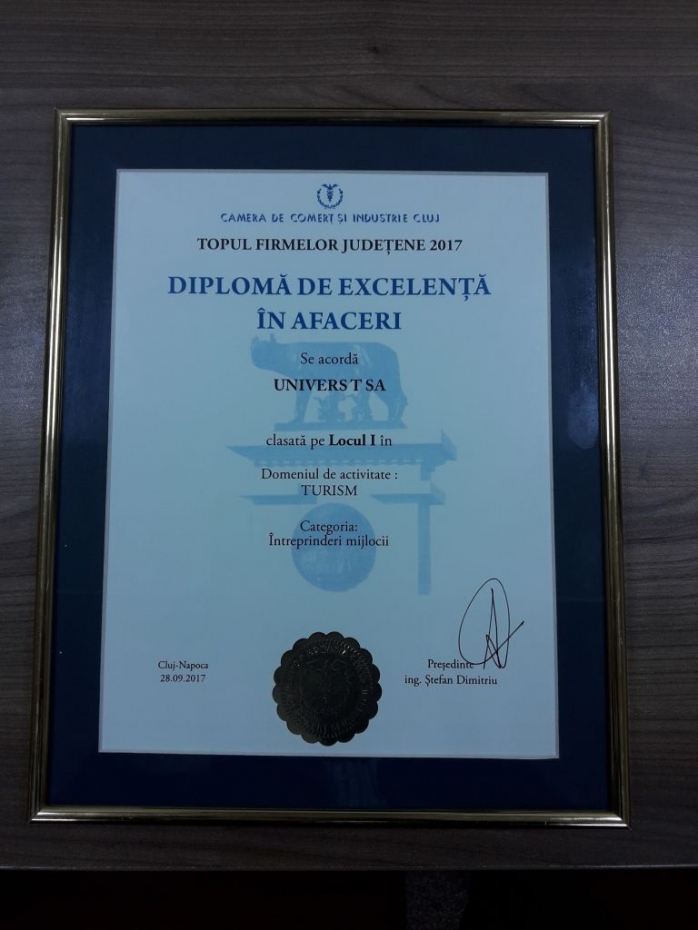 CAMERA DE COMERȚ ȘI INDUSTRIE CLUJ
TOPUL FIRMELOR JUDEȚENE 2017
DIPLOMĂ DE EXCELENȚĂ
ÎN AFACERI
Se acordă
UNIVERS T SA
clasată pe Locul I în
Domeniul de activitate :
TURISM
Categoria:
Întreprinderi mijlocii
Cluj-Napoca
28.09.2017
Președinte
ing. Ștefan Dimitriu